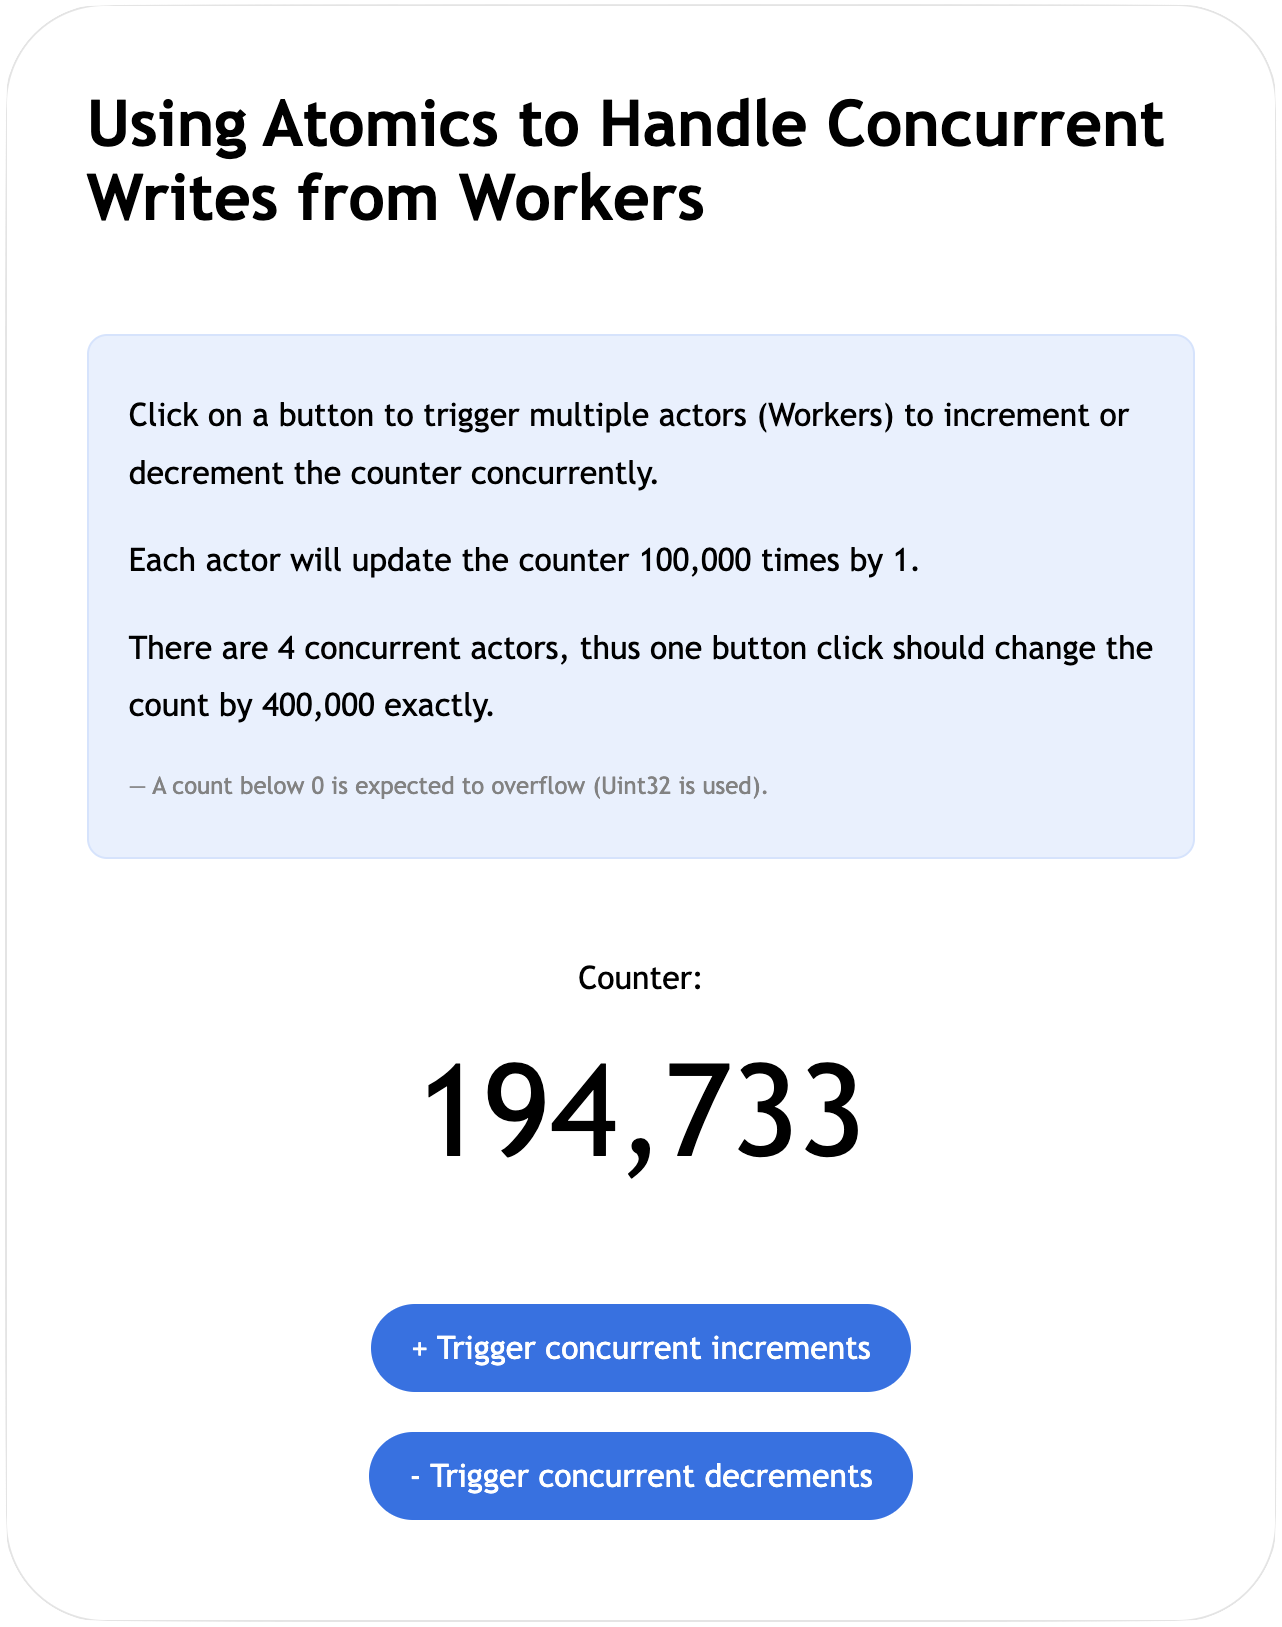 Using Atomics to Handle Concurrent
Writes from Workers
Click on a button to trigger multiple actors (Workers) to increment or
decrement the counter concurrently.
Each actor will update the counter 100,000 times by 1.
There are 4 concurrent actors, thus one button click should change the
count by 400,000 exactly.
— A count below 0 is expected to overflow (Uint32 is used).
Counter:
194,733
+ Trigger concurrent increments
- Trigger concurrent decrements